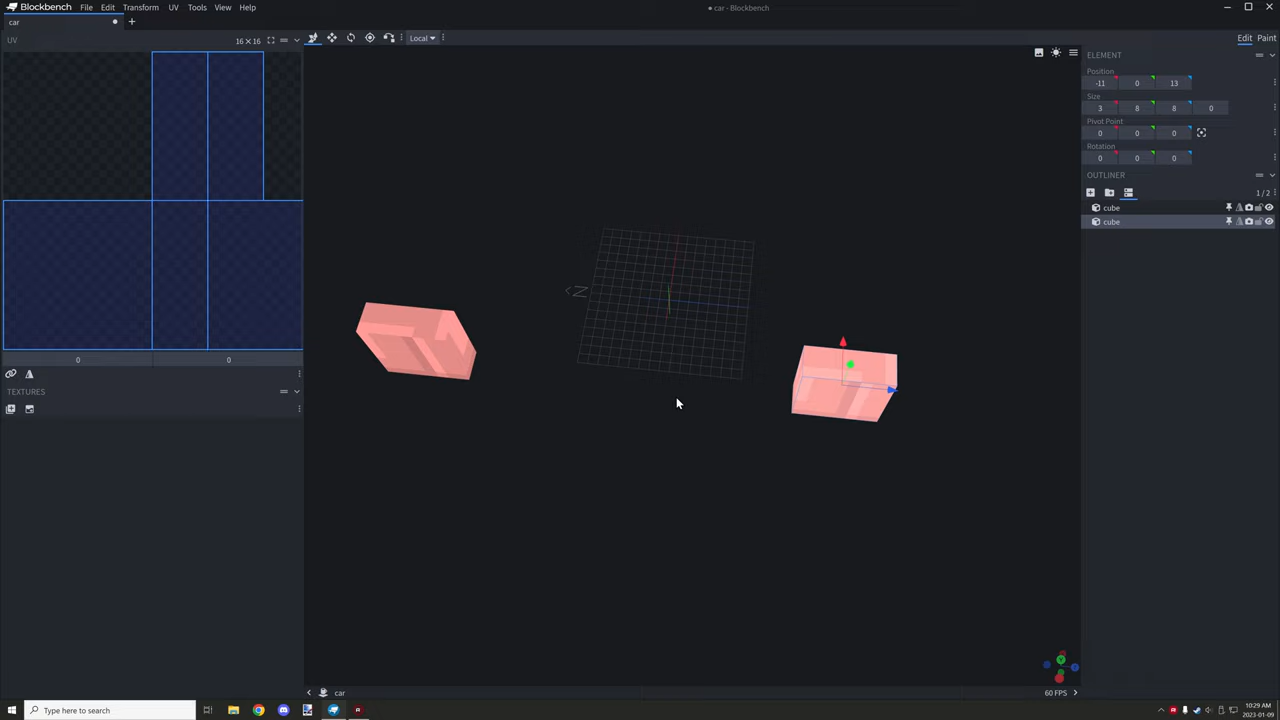 File Edit Transform UV Tools View Help
car - Blockbench
car
UV
16×16
Local
Edit Paint
ELEMENT
Position
-11 0 13
Size
3 8 8 0
Pivot Point
0 0 0
Rotation
0 0 0
OUTLINER
1 / 2
cube
cube
N
0 0
TEXTURES
Y
car
60 FPS
Type here to search
10:29 AM
2023-01-09